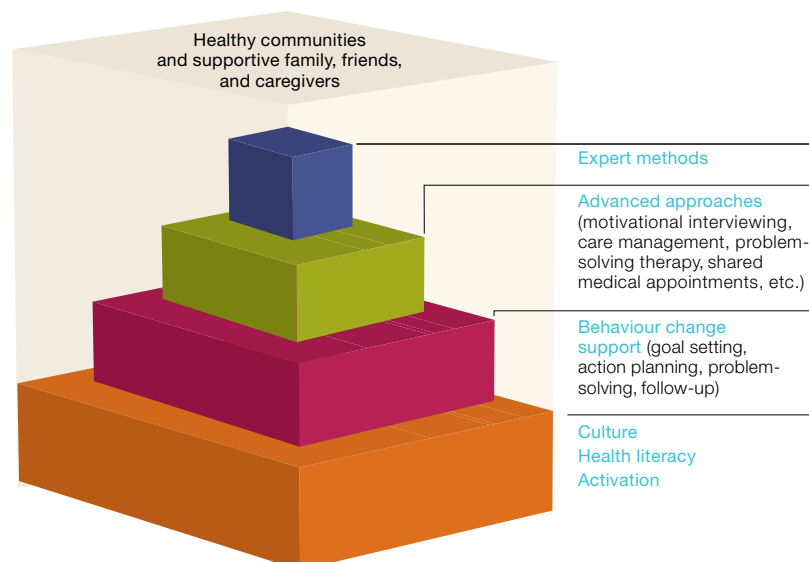 Healthy communities
and supportive family, friends,
and caregivers
Expert methods
Advanced approaches
(motivational interviewing,
care management, problem-
solving therapy, shared
medical appointments, etc.)
Behaviour change
support (goal setting,
action planning, problem-
solving, follow-up)
Culture
Health literacy
Activation